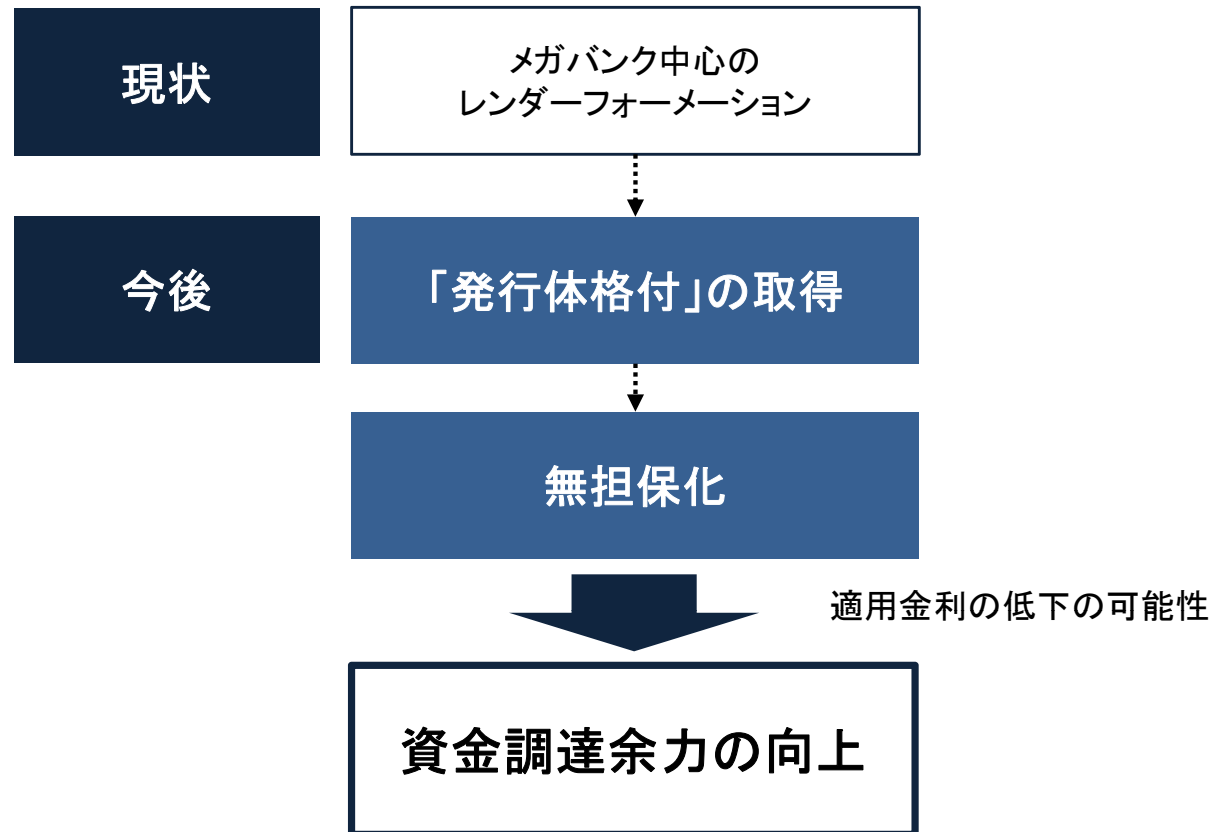 現状
メガバンク中心の
レンダーフォーメーション
今後
「発行体格付」の取得
無担保化
適用金利の低下の可能性
資金調達余力の向上